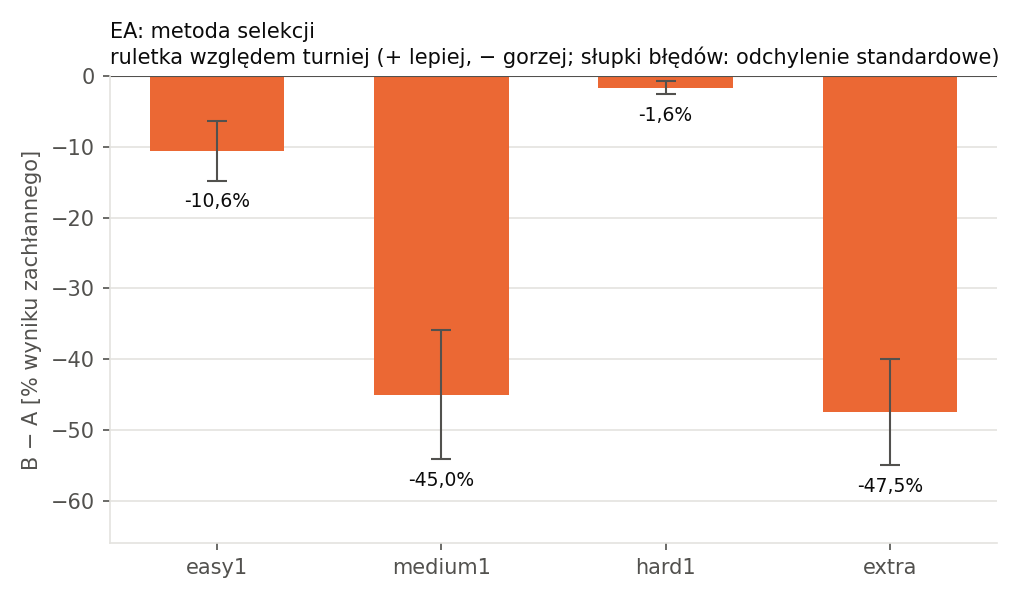 EA: metoda selekcji
ruletka względem turniej (+ lepiej, − gorzej; słupki błędów: odchylenie standardowe)
B − A [% wyniku zachłannego]
0
−10
−20
−30
−40
−50
−60
-10,6%
-45,0%
-1,6%
-47,5%
easy1
medium1
hard1
extra